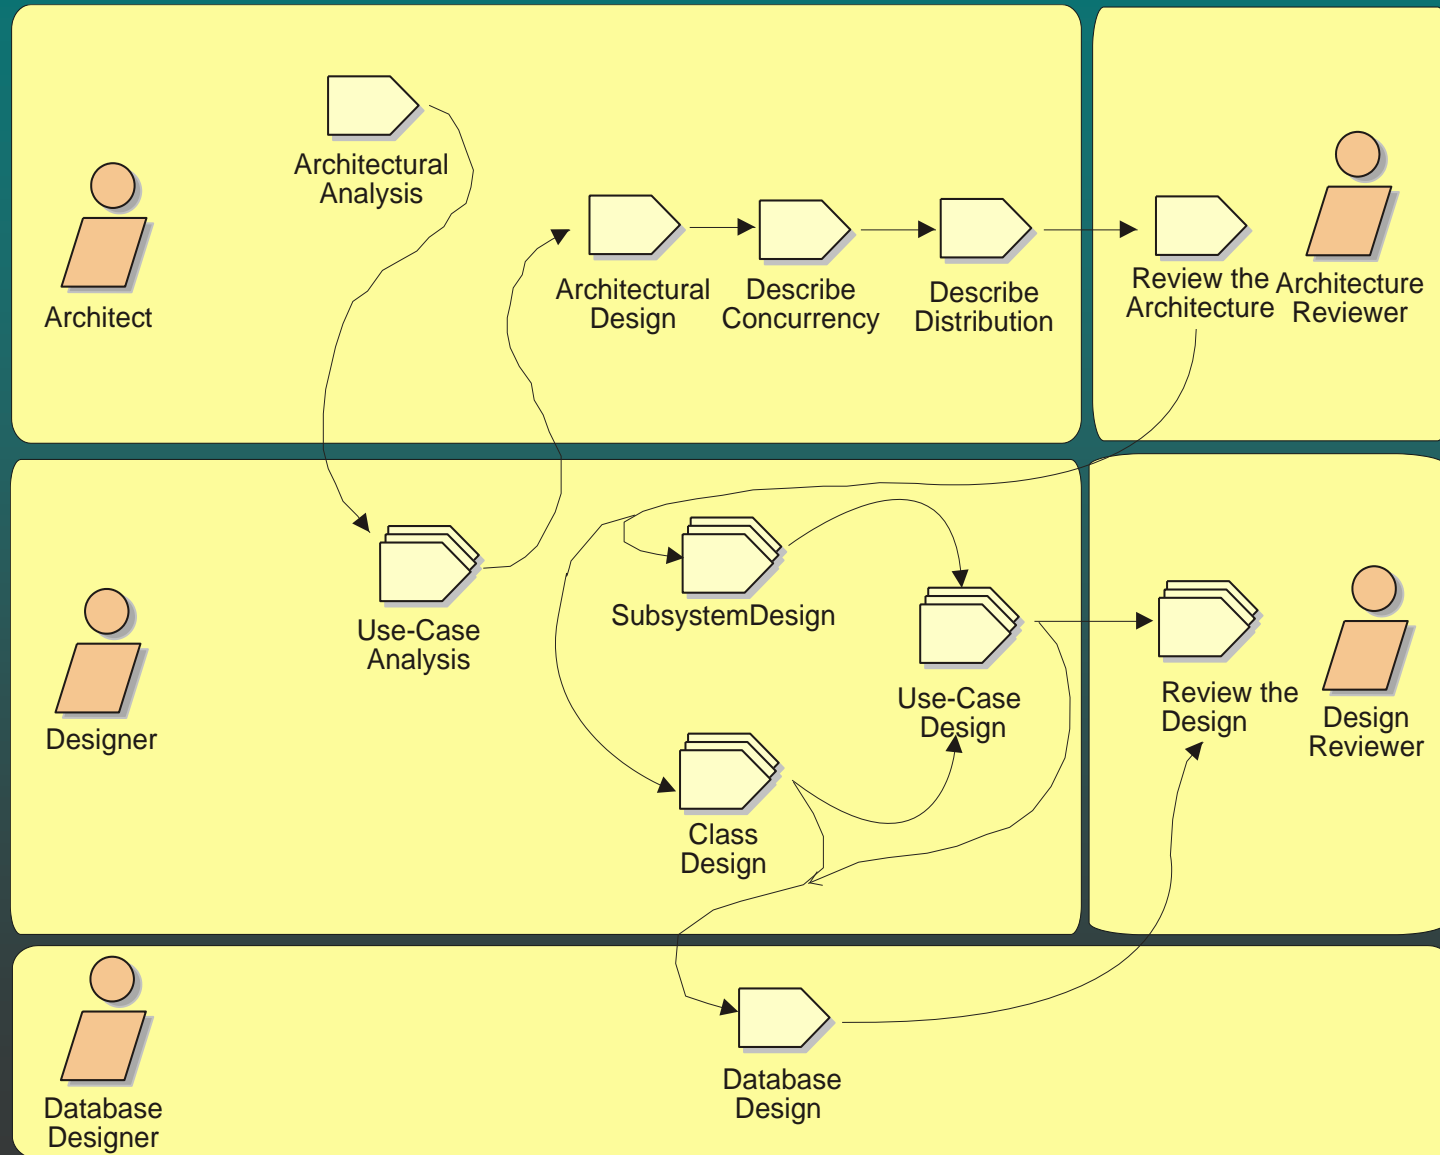 Architectural
Analysis
Architect
Architectural
Design
Describe
Concurrency
Describe
Distribution
Review the
Architecture
Architecture
Reviewer
Designer
Use-Case
Analysis
SubsystemDesign
Class
Design
Use-Case
Design
Review the
Design
Design
Reviewer
Database
Designer
Database
Design